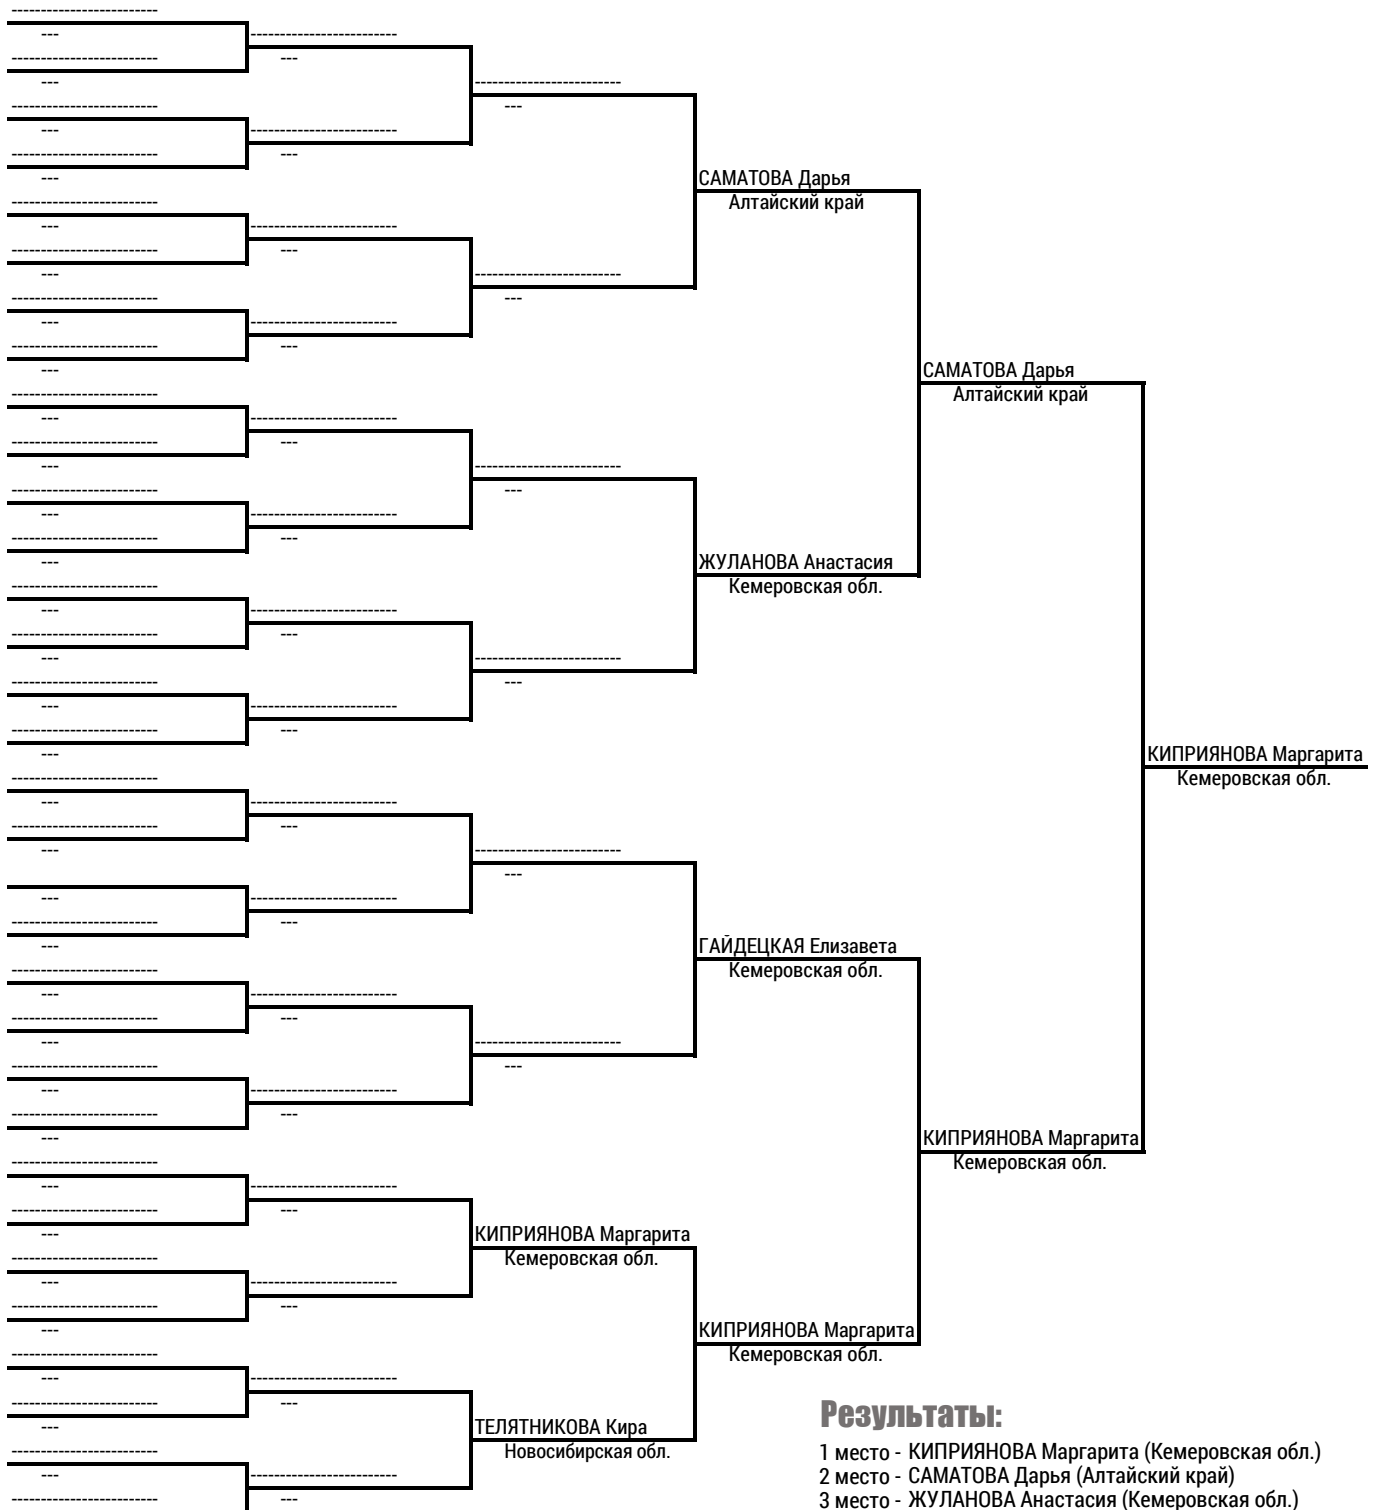 САМАТОВА Дарья
Алтайский край
САМАТОВА Дарья
Алтайский край
ЖУЛАНОВА Анастасия
Кемеровская обл.
КИПРИЯНОВА Маргарита
Кемеровская обл.
ГАЙДЕЦКАЯ Елизавета
Кемеровская обл.
КИПРИЯНОВА Маргарита
Кемеровская обл.
КИПРИЯНОВА Маргарита
Кемеровская обл.
КИПРИЯНОВА Маргарита
Кемеровская обл.
ТЕЛЯТНИКОВА Кира
Новосибирская обл.
Результаты:
1 место - КИПРИЯНОВА Маргарита (Кемеровская обл.)
2 место - САМАТОВА Дарья (Алтайский край)
3 место - ЖУЛАНОВА Анастасия (Кемеровская обл.)